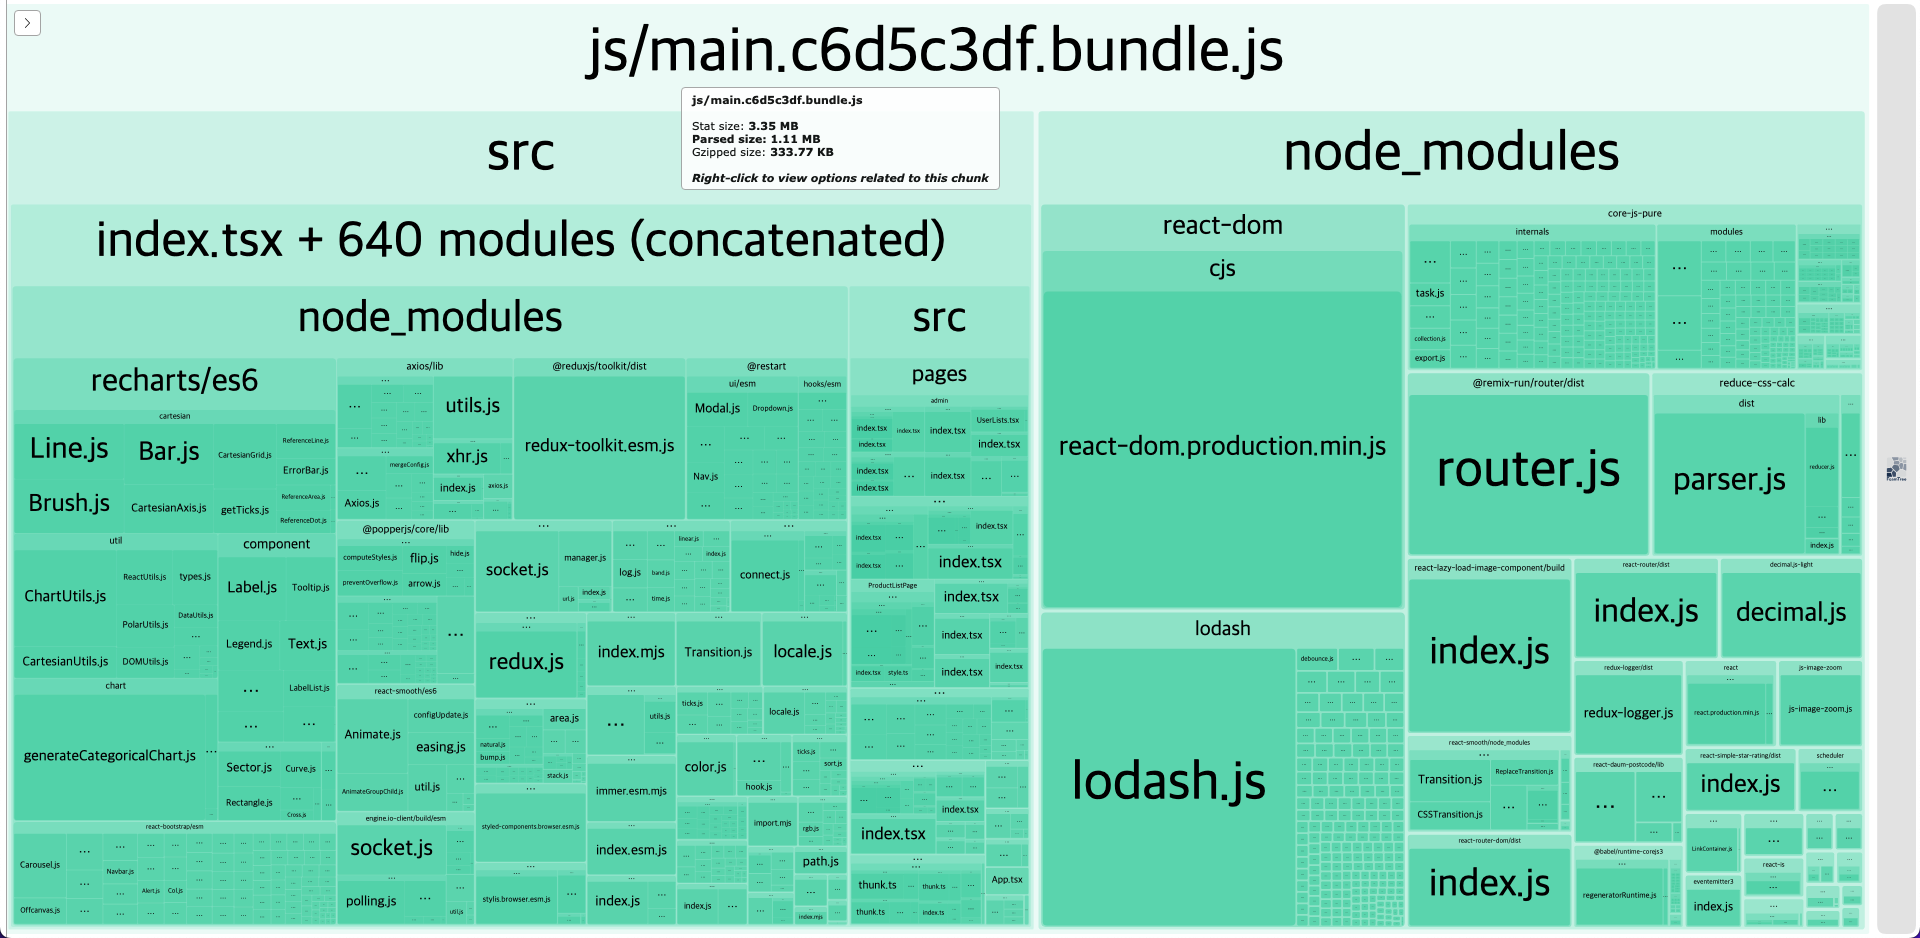 js/main.c6d5c3df.bundle.js
js/main.c6d5c3df.bundle.js
Stat size: 3.35 MB
Parsed size: 1.11 MB
Gzipped size: 333.77 KB
Right-click to view options related to this chunk
src
node_modules
index.tsx + 640 modules (concatenated)
node_modules
src
recharts/es6
cartesian
Line.js
Bar.js
Brush.js
CartesianAxis.js
CartesianGrid.js
getTicks.js
ReferenceLine.js
ErrorBar.js
ReferenceArea.js
ReferenceDot.js
util
ChartUtils.js
CartesianUtils.js
ReactUtils.js
types.js
PolarUtils.js
DataUtils.js
DOMUtils.js
component
Label.js
Tooltip.js
Legend.js
Text.js
LabelList.js
chart
generateCategoricalChart.js
Sector.js
Curve.js
Rectangle.js
Cross.js
react-bootstrap/esm
Carousel.js
Offcanvas.js
Navbar.js
Alert.js
Col.js
axios/lib
utils.js
xhr.js
mergeConfig.js
Axios.js
index.js
axios.js
@reduxjs/toolkit/dist
redux-toolkit.esm.js
@restart
ui/esm
hooks/esm
Modal.js
Dropdown.js
Nav.js
@popperjs/core/lib
computeStyles.js
flip.js
hide.js
preventOverflow.js
arrow.js
react-smooth/es6
Animate.js
configUpdate.js
easing.js
AnimateGroupChild.js
util.js
engine.io-client/build/esm
socket.js
polling.js
util.js
socket.js
manager.js
url.js
index.js
log.js
linear.js
band.js
time.js
index.js
connect.js
redux.js
index.mjs
Transition.js
locale.js
area.js
natural.js
bump.js
stack.js
utils.js
ticks.js
locale.js
color.js
hook.js
ticks.js
sort.js
styled-components.browser.esm.js
immer.esm.mjs
import.mjs
rgb.js
index.esm.js
path.js
stylis.browser.esm.js
index.js
index.js
index.mjs
pages
admin
index.tsx
index.tsx
index.tsx
UserLists.tsx
index.tsx
index.tsx
index.tsx
index.tsx
index.tsx
index.tsx
index.tsx
index.tsx
index.tsx
ProductListPage
index.tsx
index.tsx
index.tsx
index.tsx
index.tsx
style.ts
index.tsx
index.tsx
thunk.ts
thunk.ts
thunk.ts
index.ts
App.tsx
react-dom
cjs
react-dom.production.min.js
lodash
lodash.js
debounce.js
core-js-pure
internals
modules
task.js
collection.js
export.js
@remix-run/router/dist
router.js
reduce-css-calc
dist
parser.js
lib
reducer.js
index.js
react-lazy-load-image-component/build
index.js
react-router/dist
index.js
decimal.js-light
decimal.js
redux-logger/dist
redux-logger.js
react
react.production.min.js
js-image-zoom
js-image-zoom.js
react-smooth/node_modules
Transition.js
ReplaceTransition.js
CSSTransition.js
react-daum-postcode/lib
react-simple-star-rating/dist
index.js
scheduler
react-router-dom/dist
index.js
@babel/runtime-corejs3
regeneratorRuntime.js
LinkContainer.js
eventemitter3
index.js
react-is
FoamTree